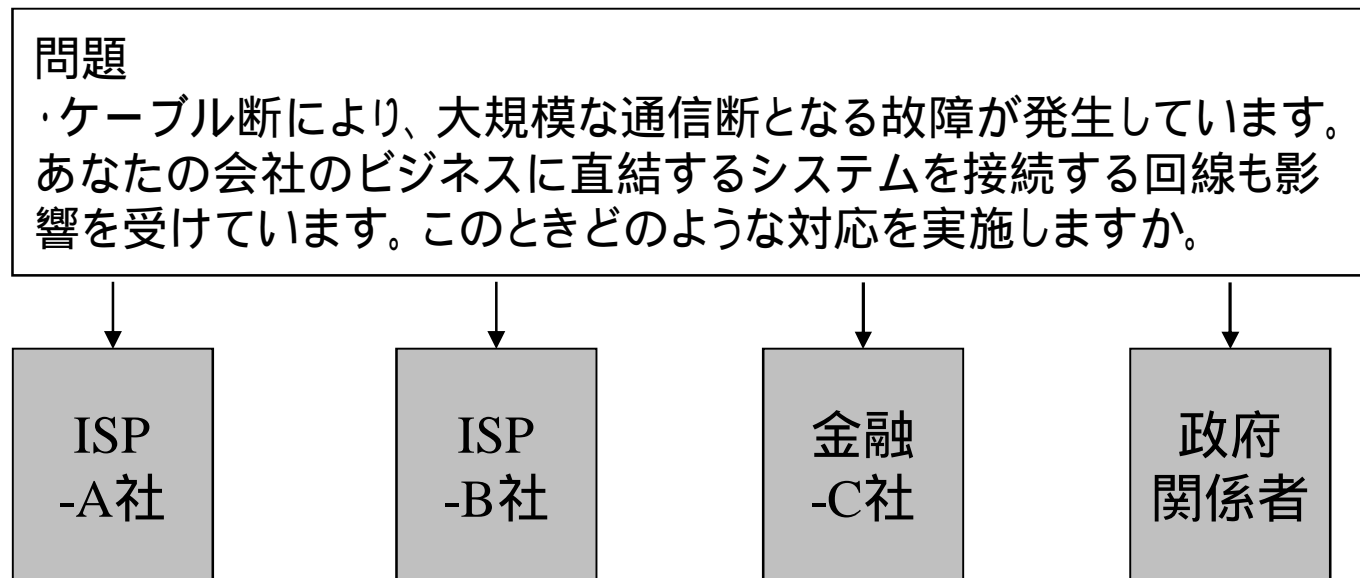 問題
・ケーブル断により、大規模な通信断となる故障が発生しています。
あなたの会社のビジネスに直結するシステムを接続する回線も影
響を受けています。このときどのような対応を実施しますか。
ISP
-A社
ISP
-B社
金融
-C社
政府
関係者